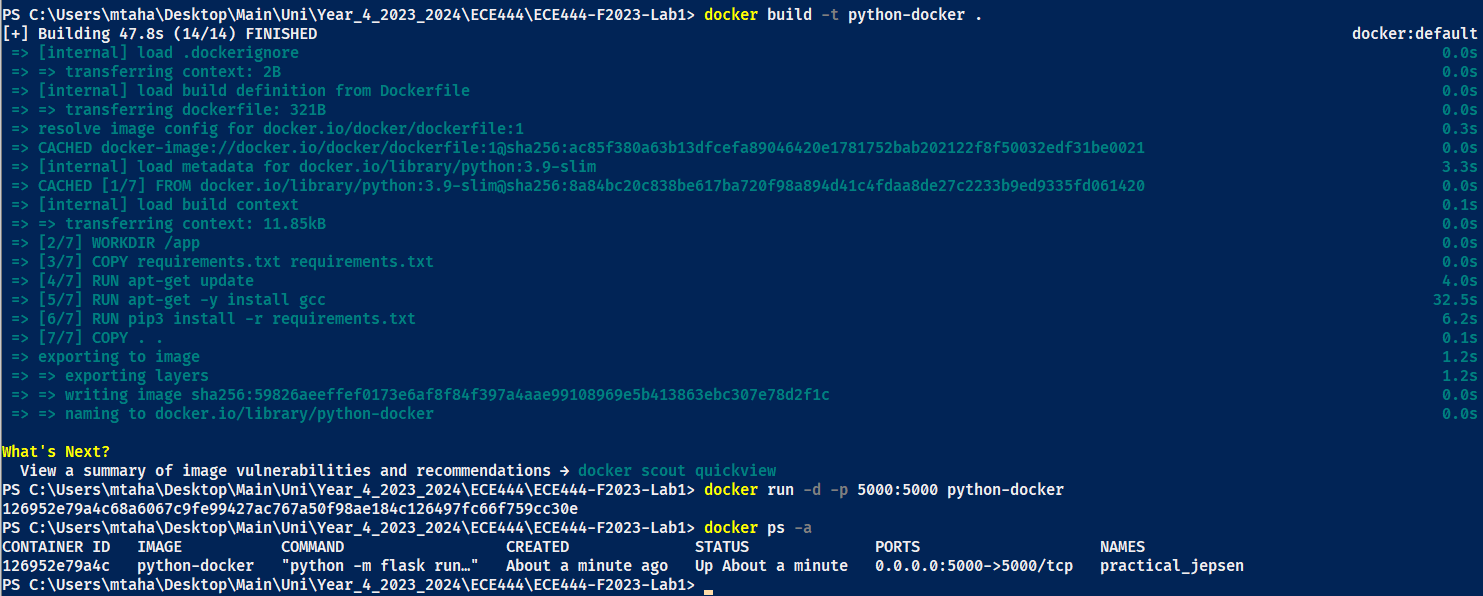 PS C:\Users\mtaha\Desktop\Main\Uni\Year_4_2023_2024\ECE444\ECE444-F2023-Lab1> docker build -t python-docker .
[+] Building 47.8s (14/14) FINISHED docker:default
=> [internal] load .dockerignore 0.0s
=> => transferring context: 2B 0.0s
=> [internal] load build definition from Dockerfile 0.0s
=> => transferring dockerfile: 321B 0.0s
=> resolve image config for docker.io/docker/dockerfile:1 0.3s
=> CACHED docker-image://docker.io/docker/dockerfile:1@sha256:ac85f380a63b13dfcefa89046420e1781752bab202122f8f50032edf31be0021 0.0s
=> [internal] load metadata for docker.io/library/python:3.9-slim 3.3s
=> CACHED [1/7] FROM docker.io/library/python:3.9-slim@sha256:8a84bc20c838be617ba720f98a894d41c4fdaa8de27c2233b9ed9335fd061420 0.0s
=> [internal] load build context 0.1s
=> => transferring context: 11.85kB 0.0s
=> [2/7] WORKDIR /app 0.0s
=> [3/7] COPY requirements.txt requirements.txt 0.0s
=> [4/7] RUN apt-get update 4.0s
=> [5/7] RUN apt-get -y install gcc 32.5s
=> [6/7] RUN pip3 install -r requirements.txt 6.2s
=> [7/7] COPY . . 0.1s
=> exporting to image 1.2s
=> => exporting layers 1.2s
=> => writing image sha256:59826aeeffef0173e6af8f84f397a4aae99108969e5b413863ebc307e78d2f1c 0.0s
=> => naming to docker.io/library/python-docker 0.0s
What's Next?
View a summary of image vulnerabilities and recommendations → docker scout quickview
PS C:\Users\mtaha\Desktop\Main\Uni\Year_4_2023_2024\ECE444\ECE444-F2023-Lab1> docker run -d -p 5000:5000 python-docker
126952e79a4c68a6067c9fe99427ac767a50f98ae184c126497fc66f759cc30e
PS C:\Users\mtaha\Desktop\Main\Uni\Year_4_2023_2024\ECE444\ECE444-F2023-Lab1> docker ps -a
CONTAINER ID IMAGE COMMAND CREATED STATUS PORTS NAMES
126952e79a4c python-docker "python -m flask run…" About a minute ago Up About a minute 0.0.0.0:5000->5000/tcp practical_jepsen
PS C:\Users\mtaha\Desktop\Main\Uni\Year_4_2023_2024\ECE444\ECE444-F2023-Lab1>